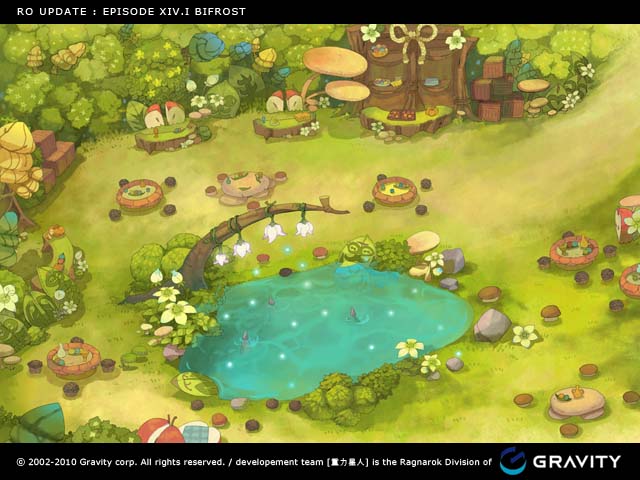 RO UPDATE : EPISODE XIV.I BIFROST
© 2002-2010 Gravity corp. All rights reserved. / developement team [重力星人] is the Ragnarok Division of GRAVITY